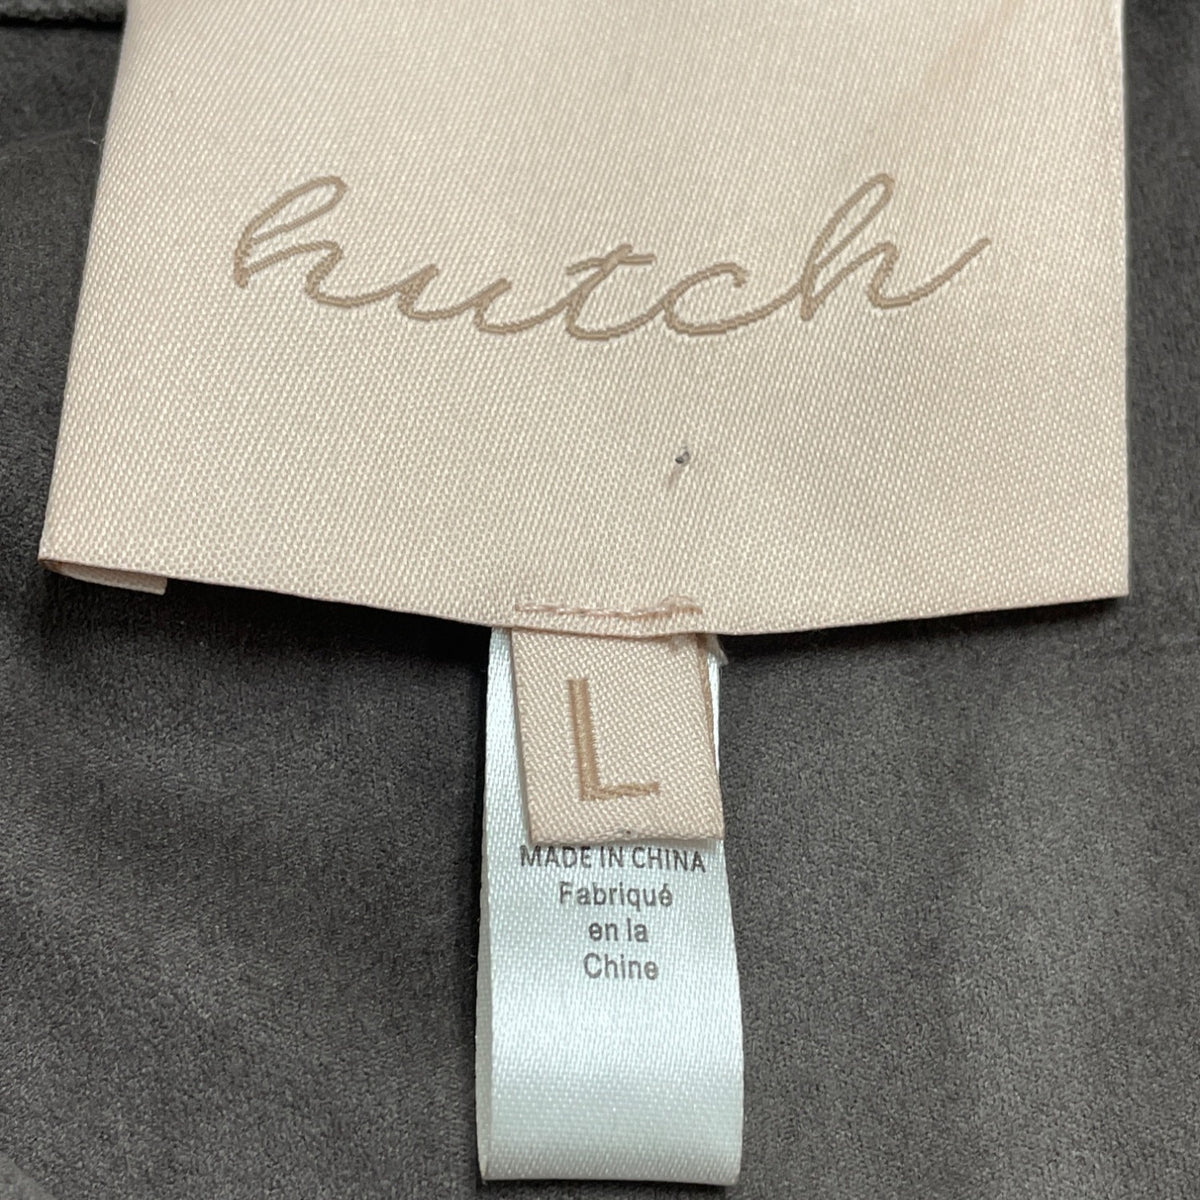 hutch
L
MADE IN CHINA
Fabriqué
en la
Chine